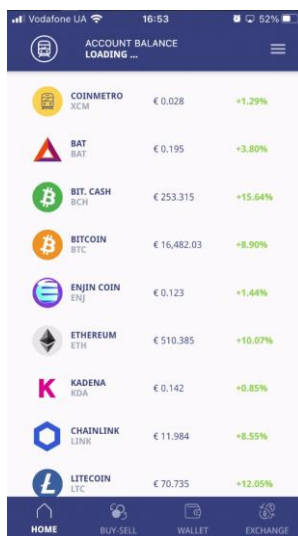 Vodafone UA 16:53 52%
ACCOUNT BALANCE
LOADING ...
COINMETRO € 0.028 +1.29%
XCM
BAT € 0.195 +3.80%
BAT
BIT. CASH € 253.315 +15.64%
BCH
BITCOIN € 16,482.03 +8.90%
BTC
ENJIN COIN € 0.123 +1.44%
ENJ
ETHEREUM € 510.385 +10.07%
ETH
KADENA € 0.142 +0.85%
KDA
CHAINLINK € 11.984 +8.55%
LINK
LITECOIN € 70.735 +12.05%
LTC
HOME BUY-SELL WALLET EXCHANGE